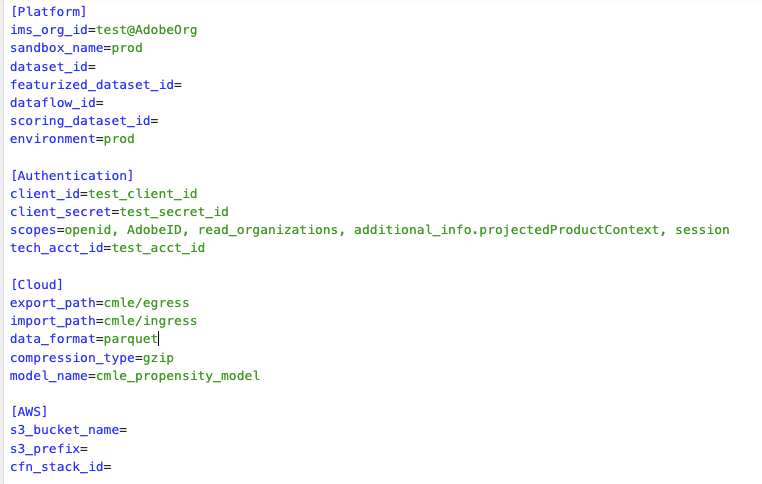 [Platform]
ims_org_id=test@AdobeOrg
sandbox_name=prod
dataset_id=
featurized_dataset_id=
dataflow_id=
scoring_dataset_id=
environment=prod
[Authentication]
client_id=test_client_id
client_secret=test_secret_id
scopes=openid, AdobeID, read_organizations, additional_info.projectedProductContext, session
tech_acct_id=test_acct_id
[Cloud]
export_path=cmle/egress
import_path=cmle/ingress
data_format=parquet
compression_type=gzip
model_name=cmle_propensity_model
[AWS]
s3_bucket_name=
s3_prefix=
cfn_stack_id=